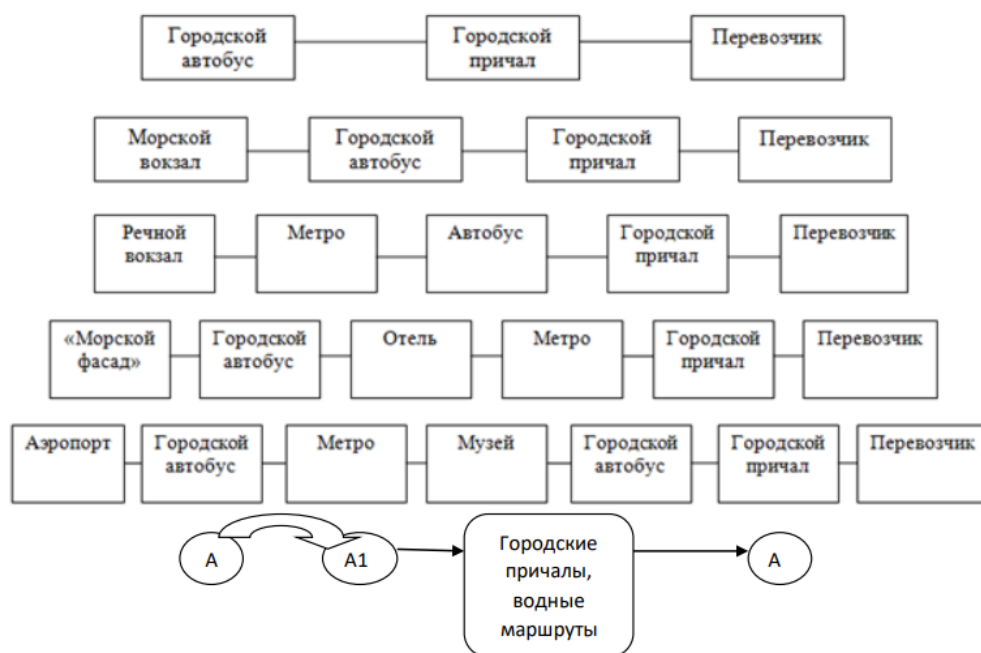 Городской
автобус
Городской
причал
Перевозчик
Морской
вокзал
Городской
автобус
Городской
причал
Перевозчик
Речной
вокзал
Метро
Автобус
Городской
причал
Перевозчик
«Морской
фасад»
Городской
автобус
Отель
Метро
Городской
причал
Перевозчик
Аэропорт
Городской
автобус
Метро
Музей
Городской
автобус
Городской
причал
Перевозчик
А
А1
Городские
причалы,
водные
маршруты
А